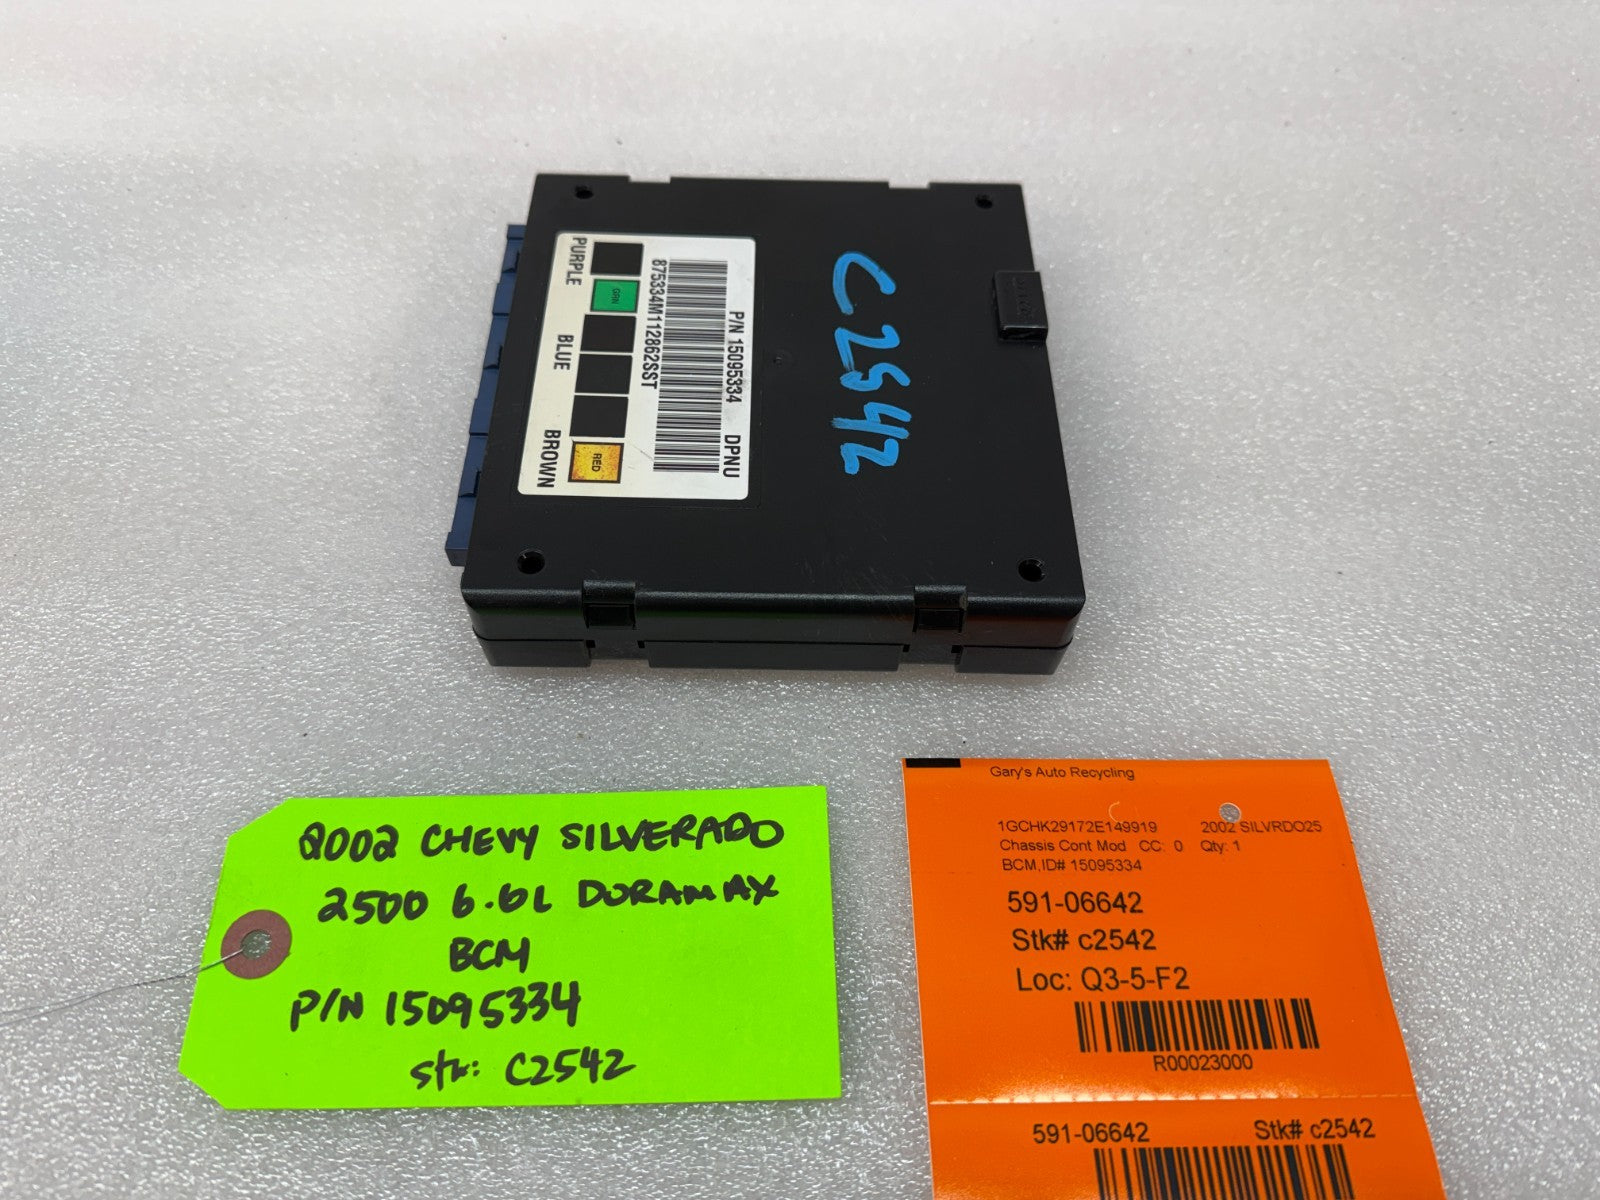 P/N 15095334 DPNU
875334M112862SST
GRN
RED
PURPLE BLUE BROWN
C2542
2002 CHEVY SILVERADO
2500 6.6L DURAMAX
BCM
P/N 15095334
stk: C2542
Gary's Auto Recycling
1GCHK29172E149919 2002 SILVRDO25
Chassis Cont Mod CC: 0 Qty: 1
BCM,ID# 15095334
591-06642
Stk# c2542
Loc: Q3-5-F2
R00023000
591-06642 Stk# c2542